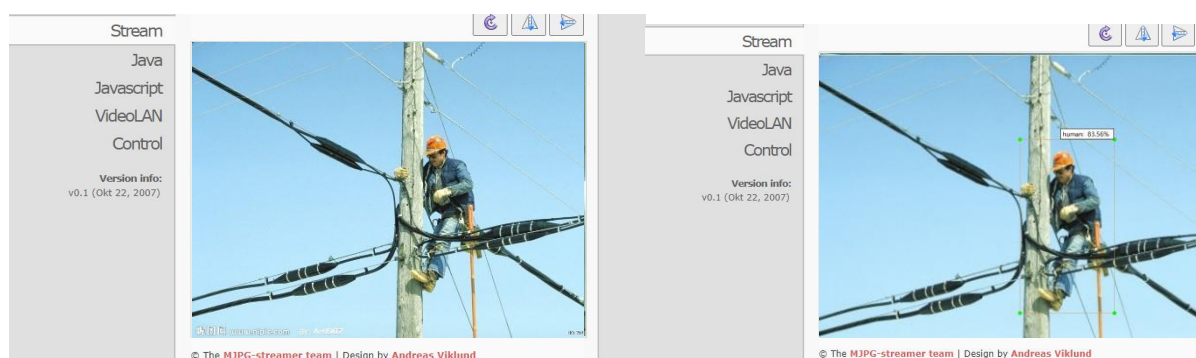 Stream
Java
Javascript
VideoLAN
Control
Version info:
v0.1 (Okt 22, 2007)
© The MJPG-streamer team | Design by Andreas Viklund
Stream
Java
Javascript
VideoLAN
Control
Version info:
v0.1 (Okt 22, 2007)
human: 83.56%
© The MJPG-streamer team | Design by Andreas Viklund